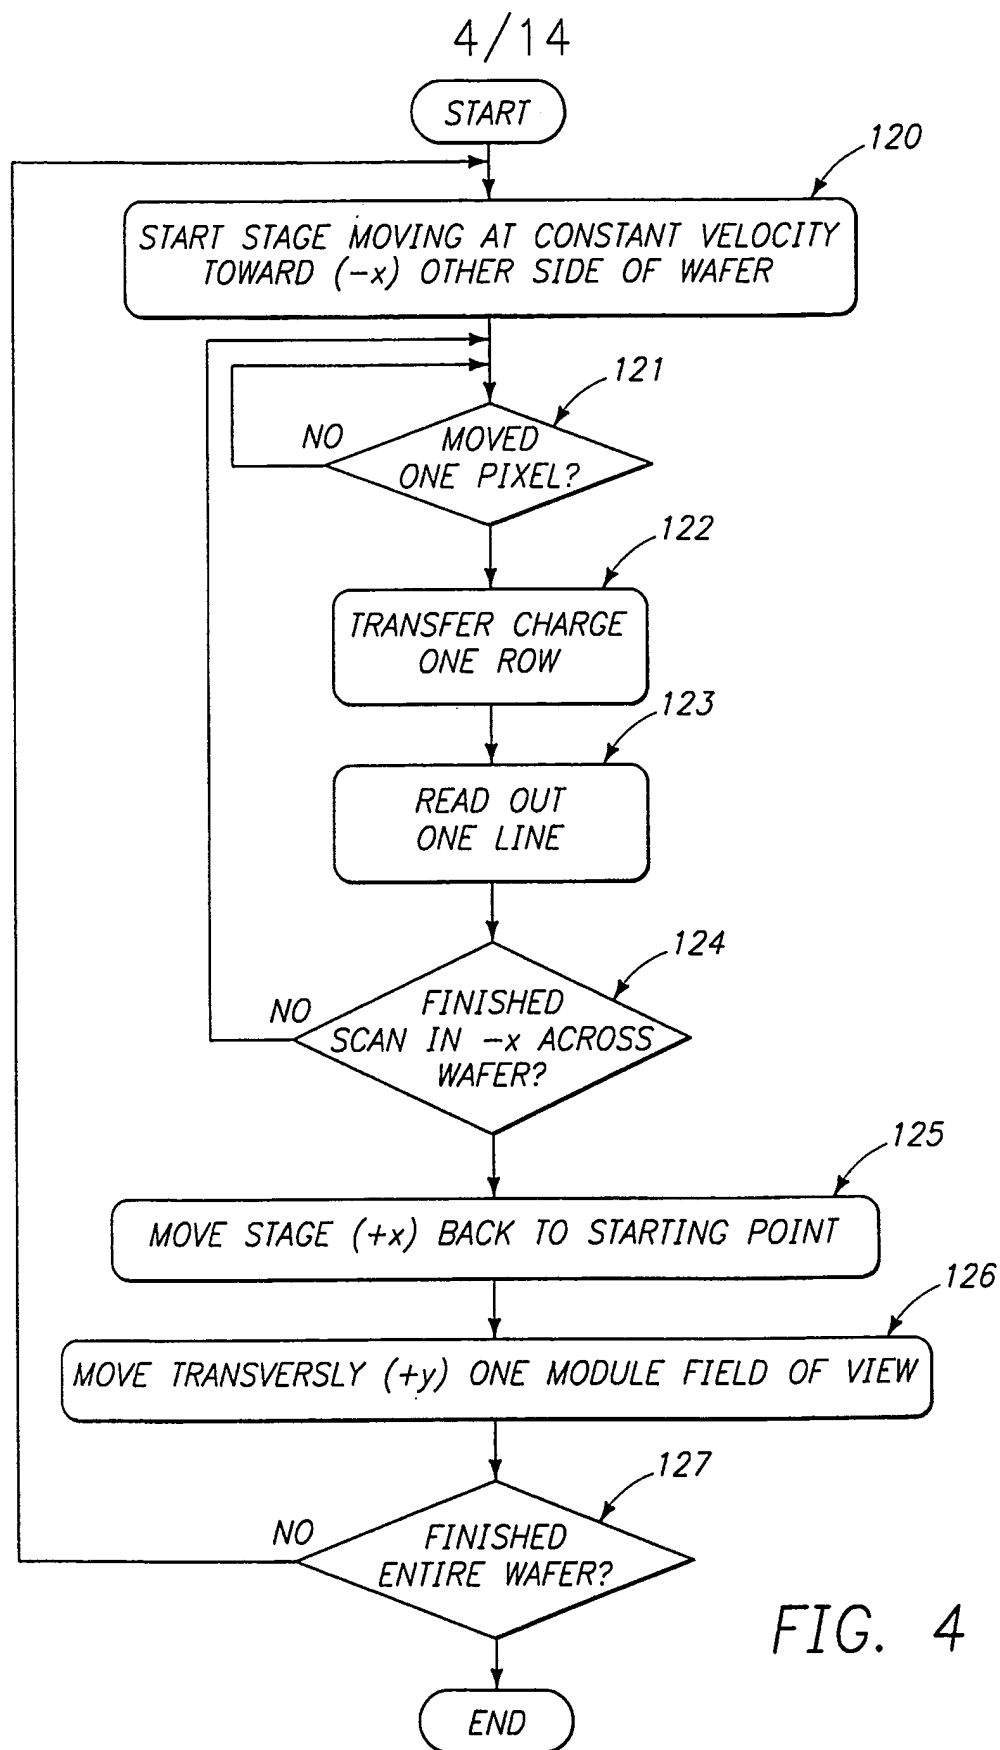 4/14
START
120
START STAGE MOVING AT CONSTANT VELOCITY
TOWARD (-x) OTHER SIDE OF WAFER
121
NO
MOVED
ONE PIXEL?
122
TRANSFER CHARGE
ONE ROW
123
READ OUT
ONE LINE
124
NO
FINISHED
SCAN IN -x ACROSS
WAFER?
125
MOVE STAGE (+x) BACK TO STARTING POINT
126
MOVE TRANSVERSLY (+y) ONE MODULE FIELD OF VIEW
127
NO
FINISHED
ENTIRE WAFER?
FIG. 4
END